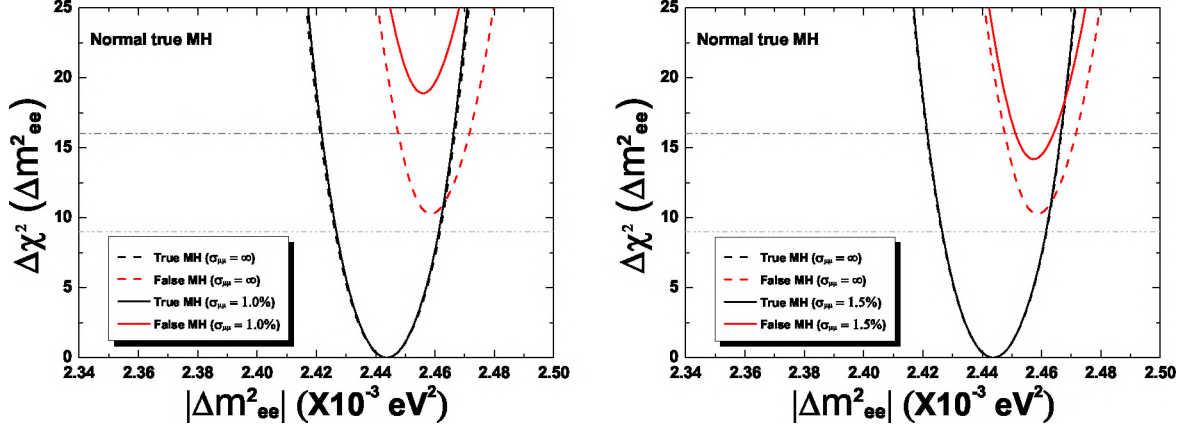 25
20
15
10
5
0
Δχ² (Δm²ee)
Normal true MH
True MH (σμμ = ∞)
False MH (σμμ = ∞)
True MH (σμμ = 1.0%)
False MH (σμμ = 1.0%)
2.34 2.36 2.38 2.40 2.42 2.44 2.46 2.48 2.50
|Δm²ee| (X10⁻³ eV²)
25
20
15
10
5
0
Δχ² (Δm²ee)
Normal true MH
True MH (σμμ = ∞)
False MH (σμμ = ∞)
True MH (σμμ = 1.5%)
False MH (σμμ = 1.5%)
2.34 2.36 2.38 2.40 2.42 2.44 2.46 2.48 2.50
|Δm²ee| (X10⁻³ eV²)